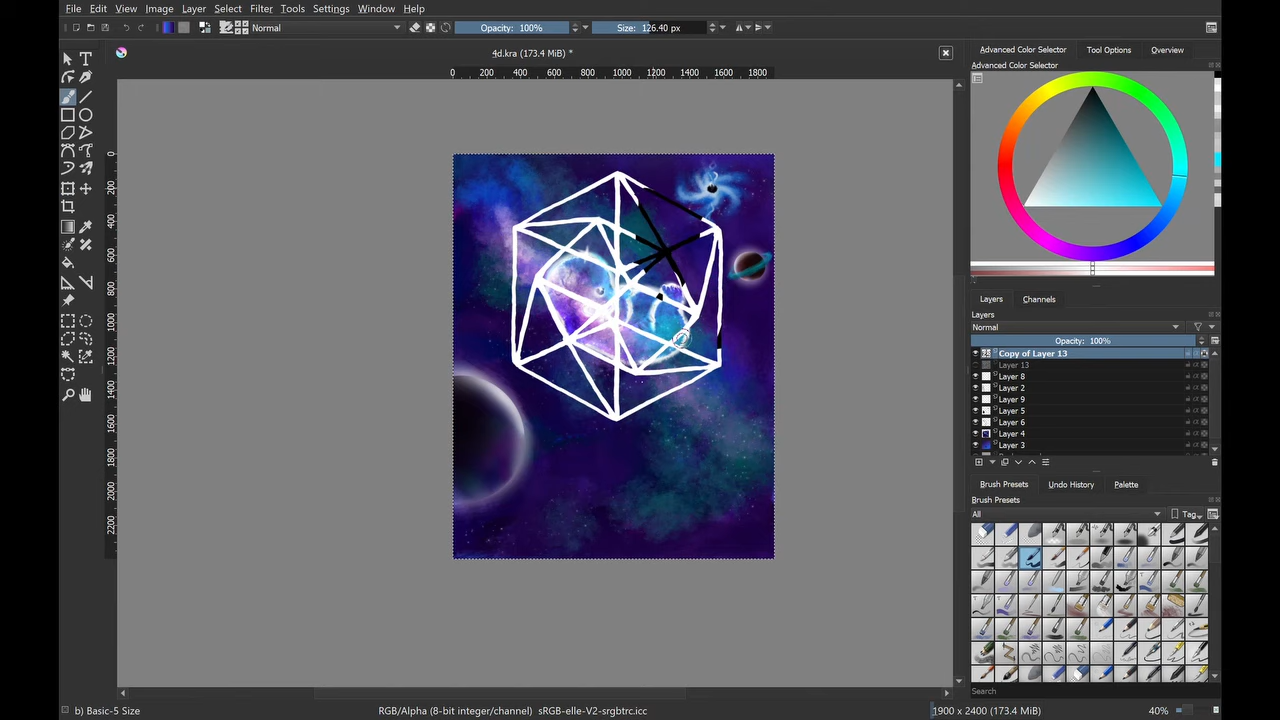 File Edit View Image Layer Select Filter Tools Settings Window Help
Normal Opacity: 100% Size: 126.40 px
4d.kra (173.4 MiB) *
Advanced Color Selector Tool Options Overview
Advanced Color Selector
0 200 400 600 800 1000 1200 1400 1600 1800
0
200
400
600
800
1000
1200
1400
1600
1800
2000
2200
Layers Channels
Layers
Normal
Opacity: 100%
Copy of Layer 13
Layer 13
Layer 8
Layer 2
Layer 9
Layer 5
Layer 6
Layer 4
Layer 3
Brush Presets Undo History Palette
Brush Presets
All Tag
Search
b) Basic-5 Size RGB/Alpha (8-bit integer/channel) sRGB-elle-V2-srgbtrc.icc 1900 x 2400 (173.4 MiB) 40%